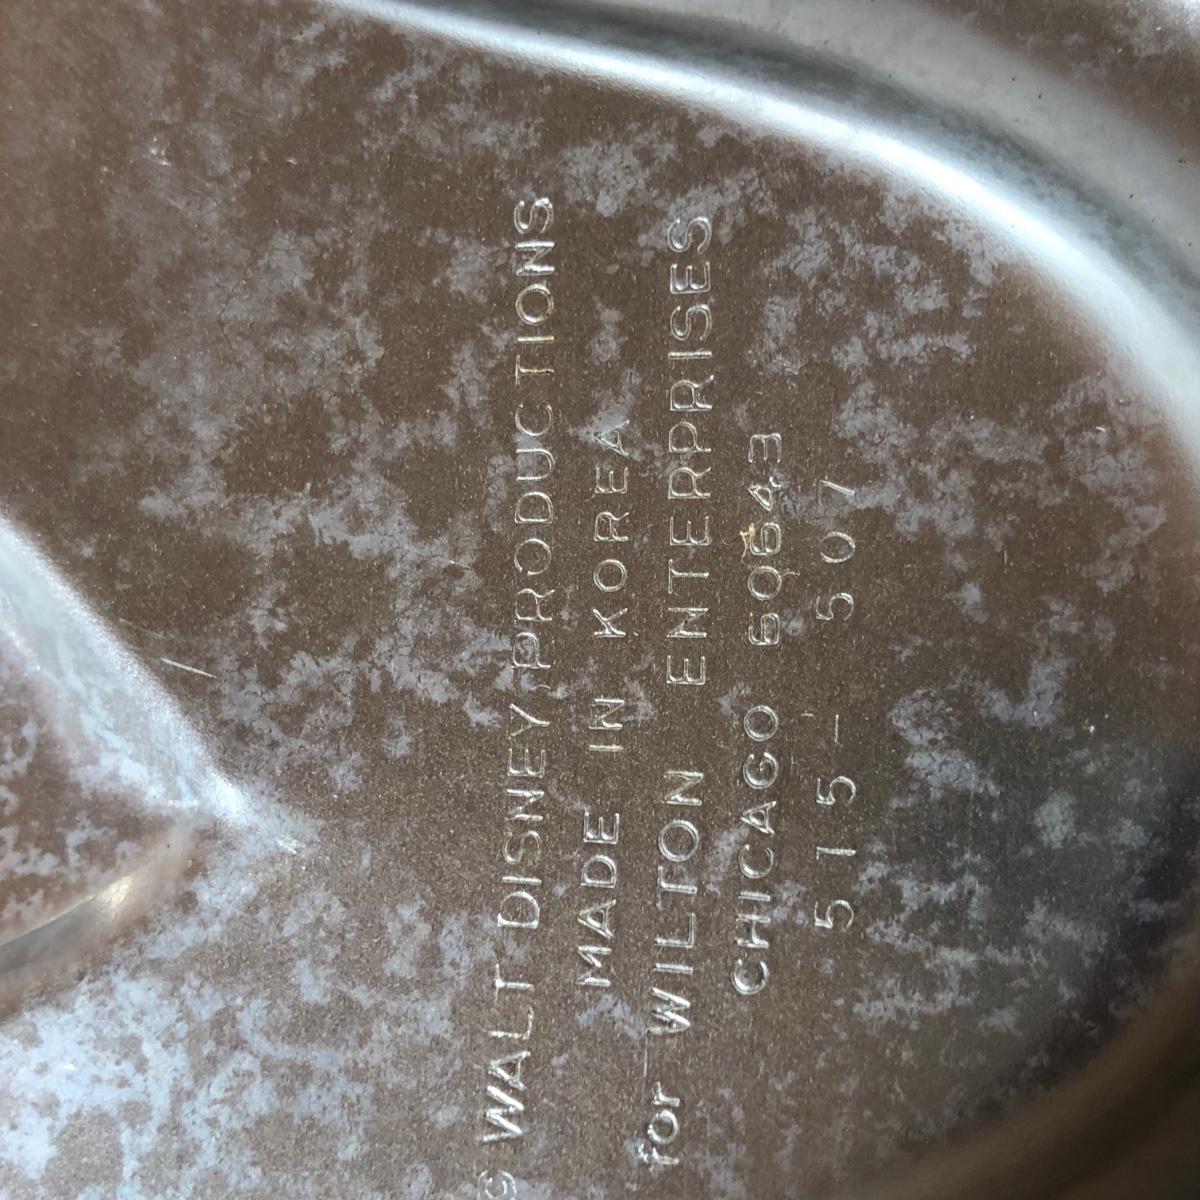 © WALT DISNEY PRODUCTIONS
MADE IN KOREA
for WILTON ENTERPRISES
CHICAGO 60643
515-507